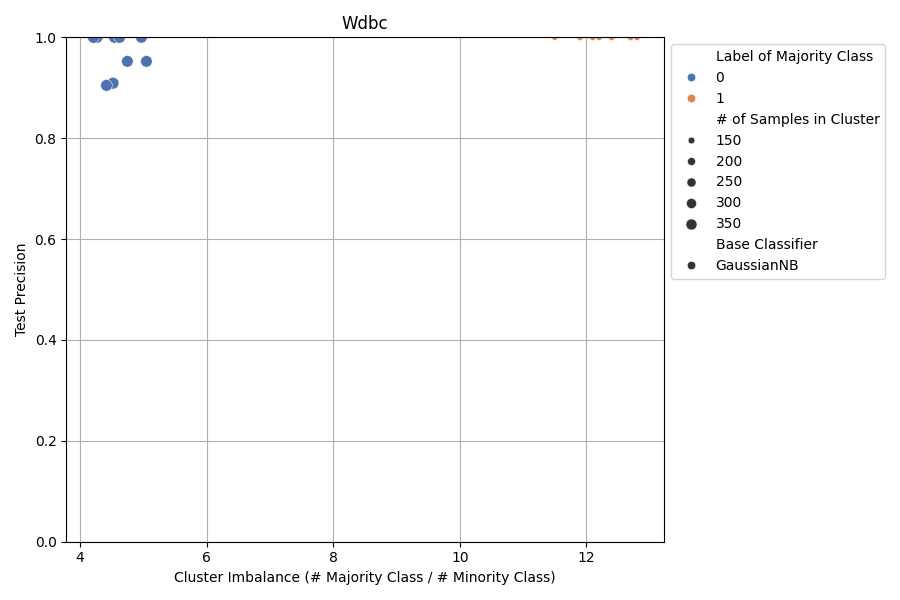 Wdbc
1.0
0.8
0.6
0.4
0.2
0.0
Test Precision
4
6
8
10
12
Cluster Imbalance (# Majority Class / # Minority Class)
Label of Majority Class
0
1
# of Samples in Cluster
150
200
250
300
350
Base Classifier
GaussianNB